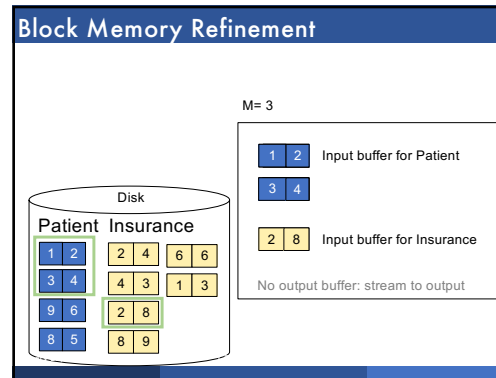 Block Memory Refinement
M= 3
1 2 Input buffer for Patient
3 4
2 8 Input buffer for Insurance
No output buffer: stream to output
Disk
Patient Insurance
1 2 2 4 6 6
3 4 4 3 1 3
9 6 2 8
8 5 8 9